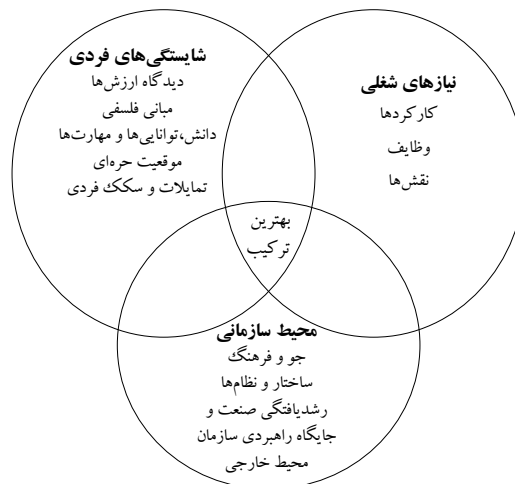 شایستگی‌های فردی
دیدگاه ارزش‌ها
مبانی فلسفی
دانش،توانایی‌ها و مهارت‌ها
موقعیت حره‌ای
تمایلات و سکک فردی
نیازهای شغلی
کارکردها
وظایف
نقش‌ها
بهترین
ترکیب
محیط سازمانی
جو و فرهنگ
ساختار و نظام‌ها
رشدیافتگی صنعت و
جایگاه راهبردی سازمان
محیط خارجی